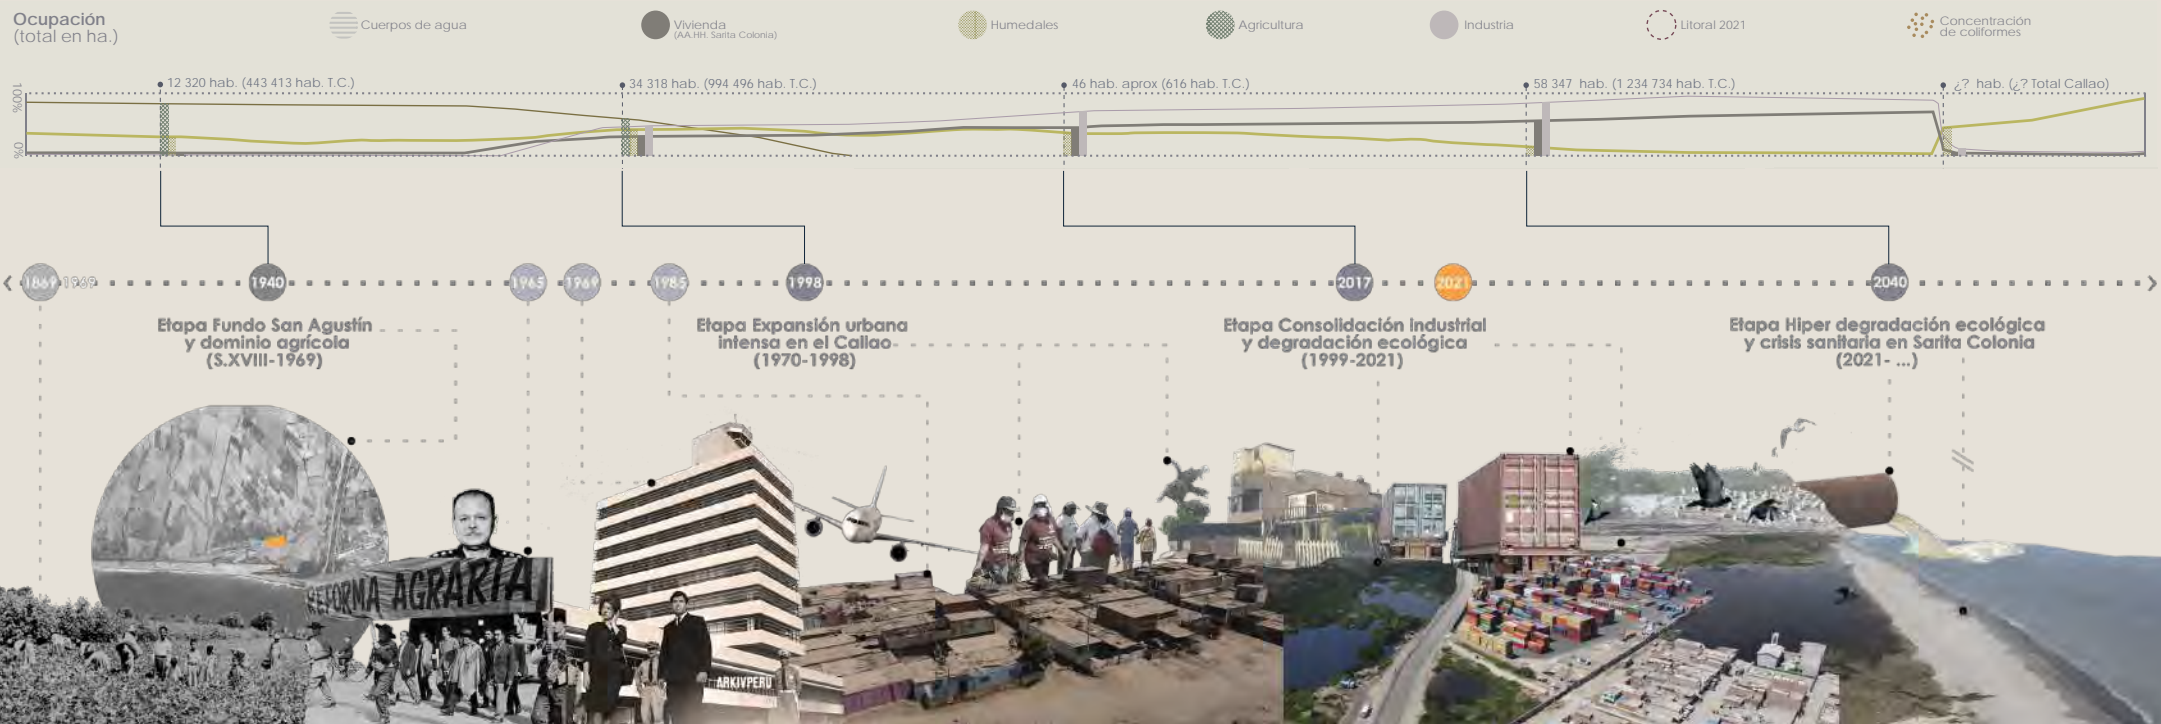 Ocupación
(total en ha.)
Cuerpos de agua
Vivienda
(AA.HH. Sarita Colonia)
Humedales
Agricultura
Industria
Litoral 2021
Concentración
de coliformes
100%
0%
12 320 hab. (443 413 hab. T.C.)
34 318 hab. (994 496 hab. T.C.)
46 hab. aprox (616 hab. T.C.)
58 347 hab. (1 234 734 hab. T.C.)
¿? hab. (¿? Total Callao)
1869 1969
1940
1965
1969
1985
1998
2017
2021
2040
Etapa Fundo San Agustín
y dominio agrícola
(S.XVIII-1969)
Etapa Expansión urbana
intensa en el Callao
(1970-1998)
Etapa Consolidación industrial
y degradación ecológica
(1999-2021)
Etapa Hiper degradación ecológica
y crisis sanitaria en Sarita Colonia
(2021- ...)
REFORMA AGRARIA
ARKIVPERU